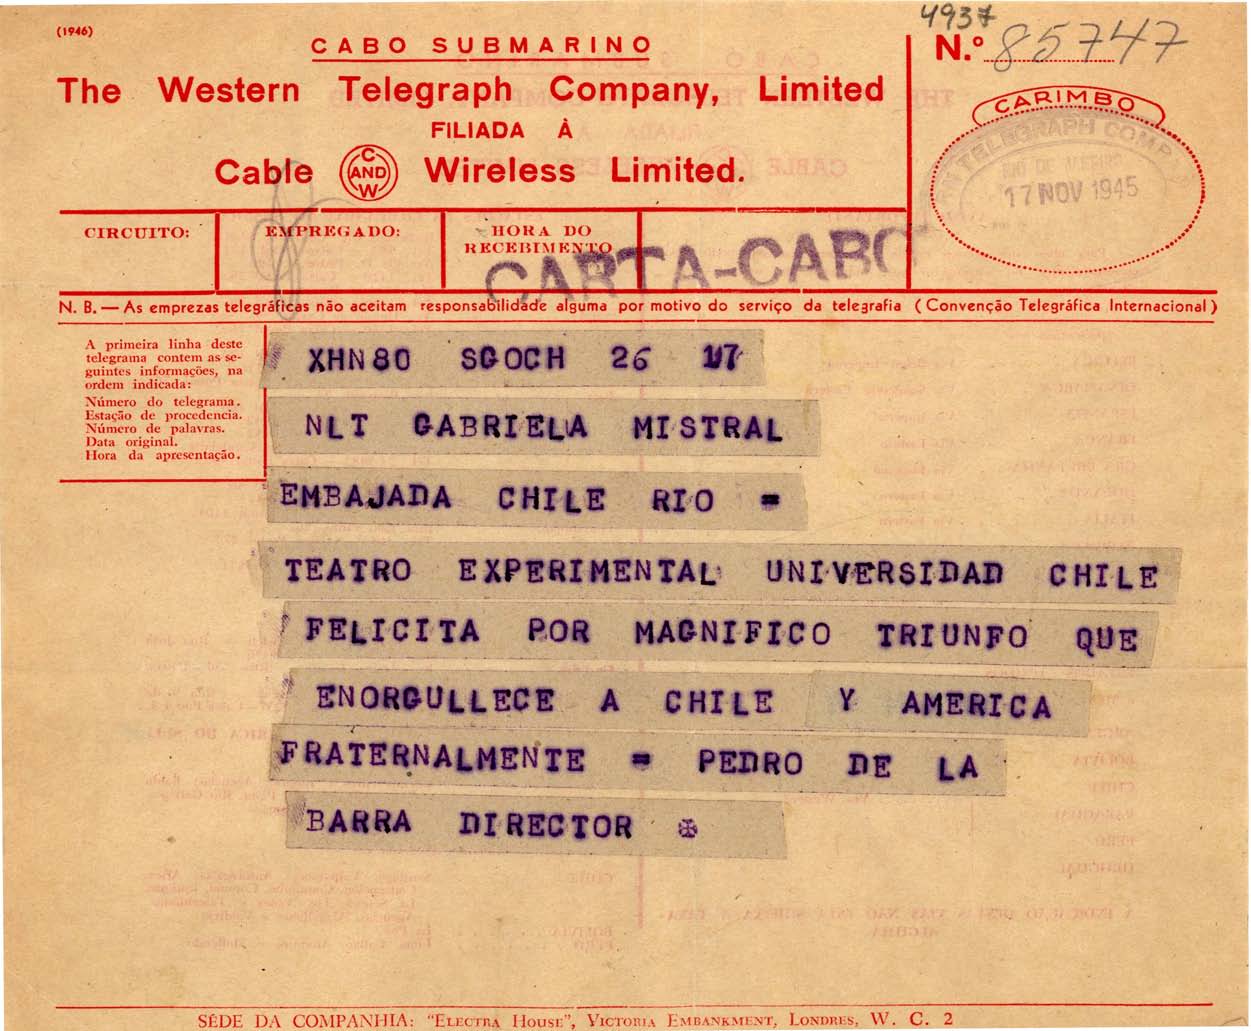 (1946)
CABO SUBMARINO
The Western Telegraph Company, Limited
FILIADA À
Cable C AND W Wireless Limited.
4937
N.º 85747
CARIMBO
TELEGRAPH COMP
RIO DE JANEIRO
17 NOV 1945
CIRCUITO:
EMPREGADO:
HORA DO
RECEBIMENTO
CARTA-CABO
N. B. — As emprezas telegráficas não aceitam responsabilidade alguma por motivo do serviço da telegrafia (Convenção Telegráfica Internacional)
A primeira linha deste
telegrama contem as se-
guintes informações, na
ordem indicada:
Número do telegrama.
Estação de procedencia.
Número de palavras.
Data original.
Hora da apresentação.
XHN80 SGOCH 26 17
NLT GABRIELA MISTRAL
EMBAJADA CHILE RIO =
TEATRO EXPERIMENTAL UNIVERSIDAD CHILE
FELICITA POR MAGNIFICO TRIUNFO QUE
ENORGULLECE A CHILE Y AMERICA
FRATERNALMENTE = PEDRO DE LA
BARRA DIRECTOR ✠
SÉDE DA COMPANHIA: "ELECTRA HOUSE", VICTORIA EMBANKMENT, LONDRES, W. C. 2